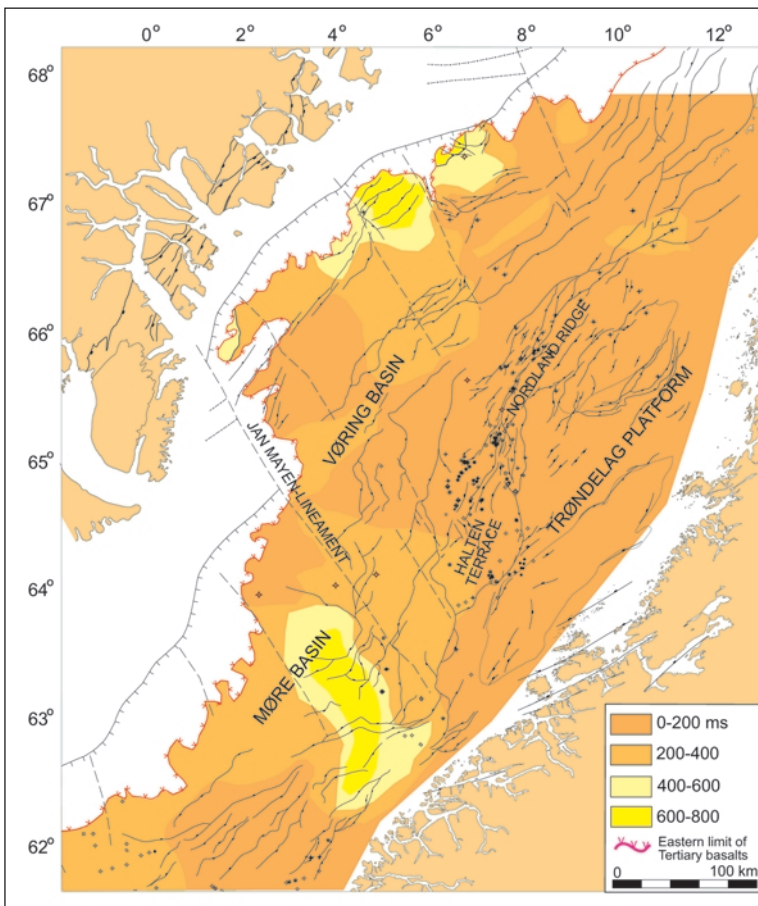 0° 2° 4° 6° 8° 10° 12°
68°
67°
66°
65°
64°
63°
62°
NORDLAND RIDGE
VØRING BASIN
TRØNDELAG PLATFORM
JAN MAYEN-LINEAMENT
HALTEN
TERRACE
MØRE BASIN
0-200 ms
200-400
400-600
600-800
Eastern limit of
Tertiary basalts
0 100 km